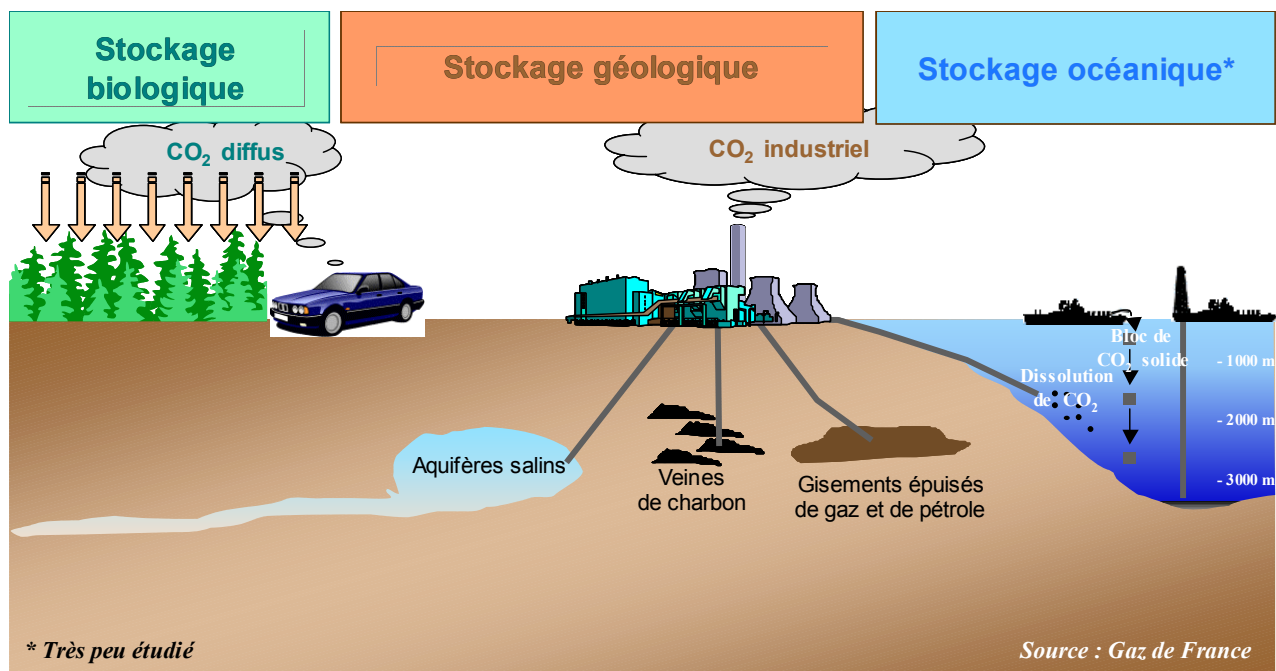 Stockage
biologique
Stockage géologique
Stockage océanique*
CO₂ diffus
CO₂ industriel
Bloc de
CO₂ solide
- 1000 m
Dissolution
de CO₂
- 2000 m
- 3000 m
Aquifères salins
Veines
de charbon
Gisements épuisés
de gaz et de pétrole
* Très peu étudié
Source : Gaz de France